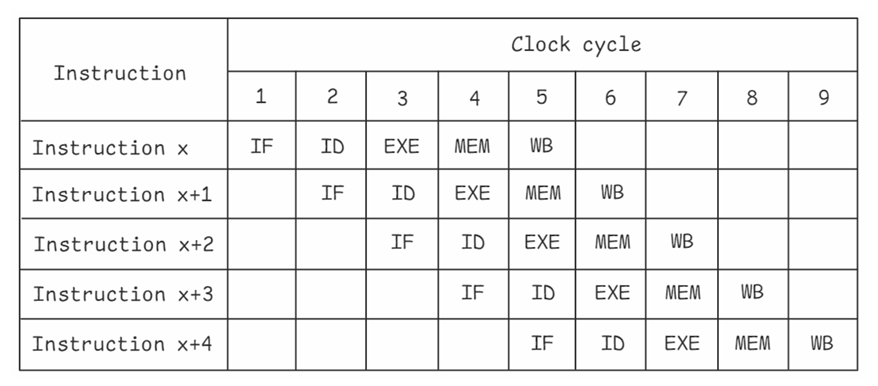 Clock cycle
Instruction
1 2 3 4 5 6 7 8 9
Instruction x IF ID EXE MEM WB
Instruction x+1 IF ID EXE MEM WB
Instruction x+2 IF ID EXE MEM WB
Instruction x+3 IF ID EXE MEM WB
Instruction x+4 IF ID EXE MEM WB